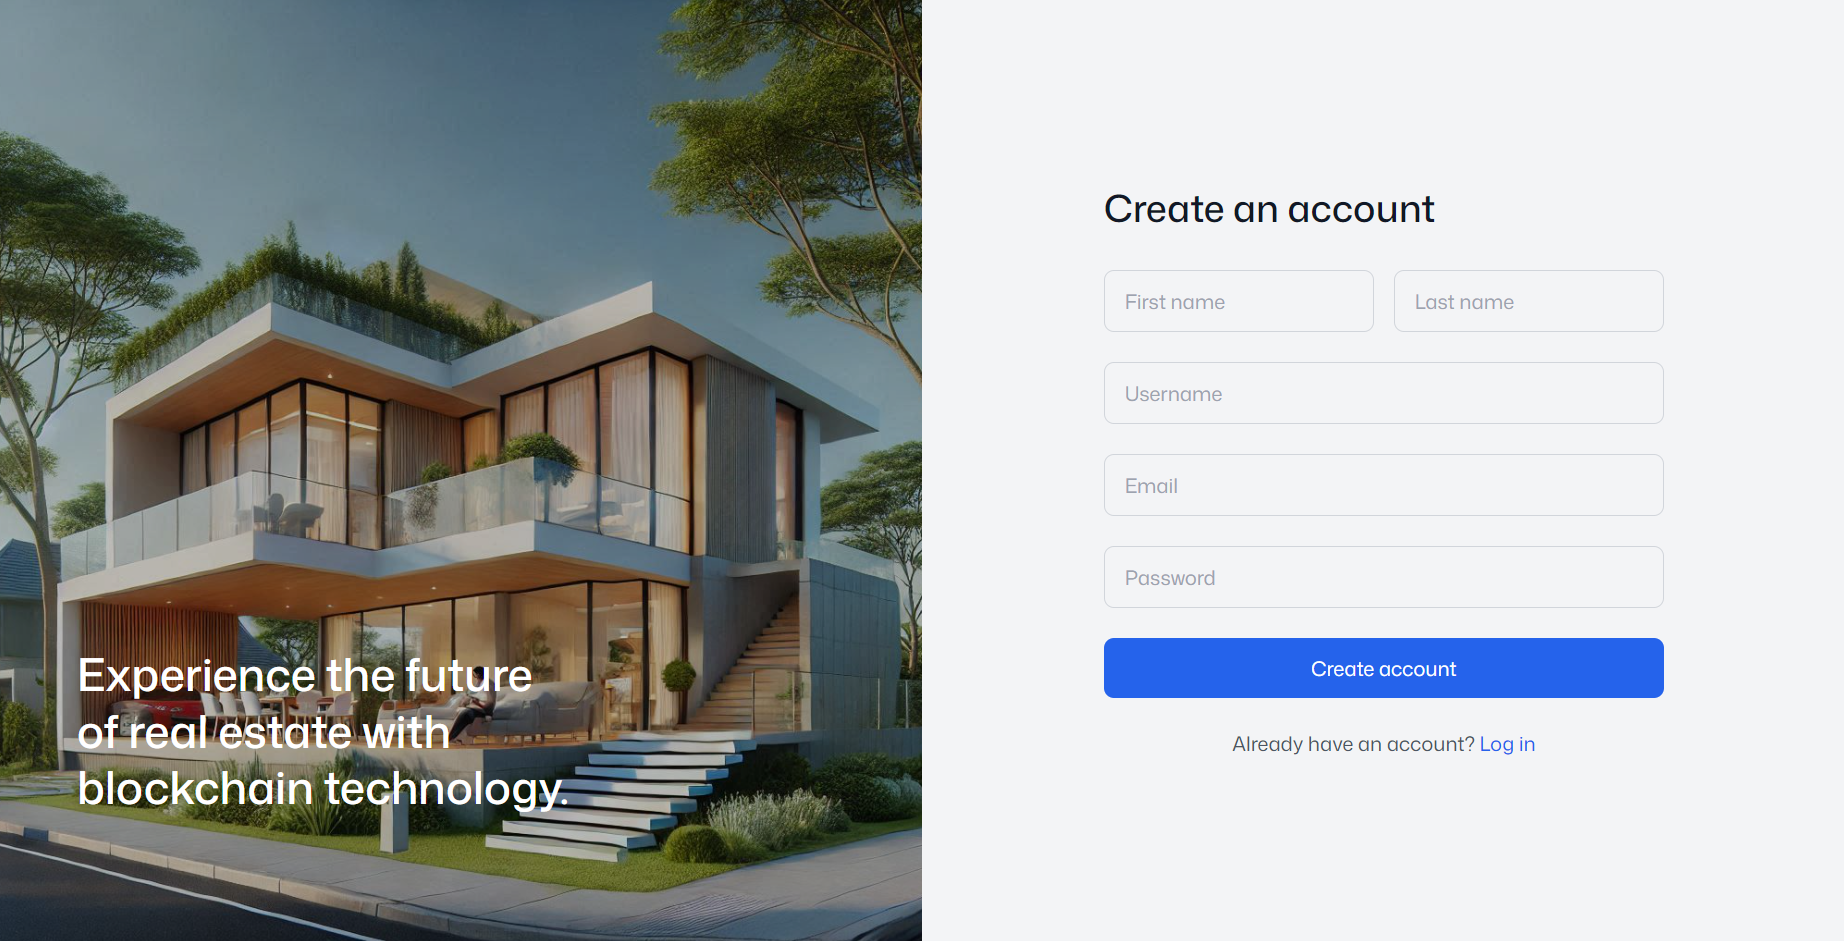 Experience the future
of real estate with
blockchain technology.
Create an account
First name
Last name
Username
Email
Password
Create account
Already have an account? Log in